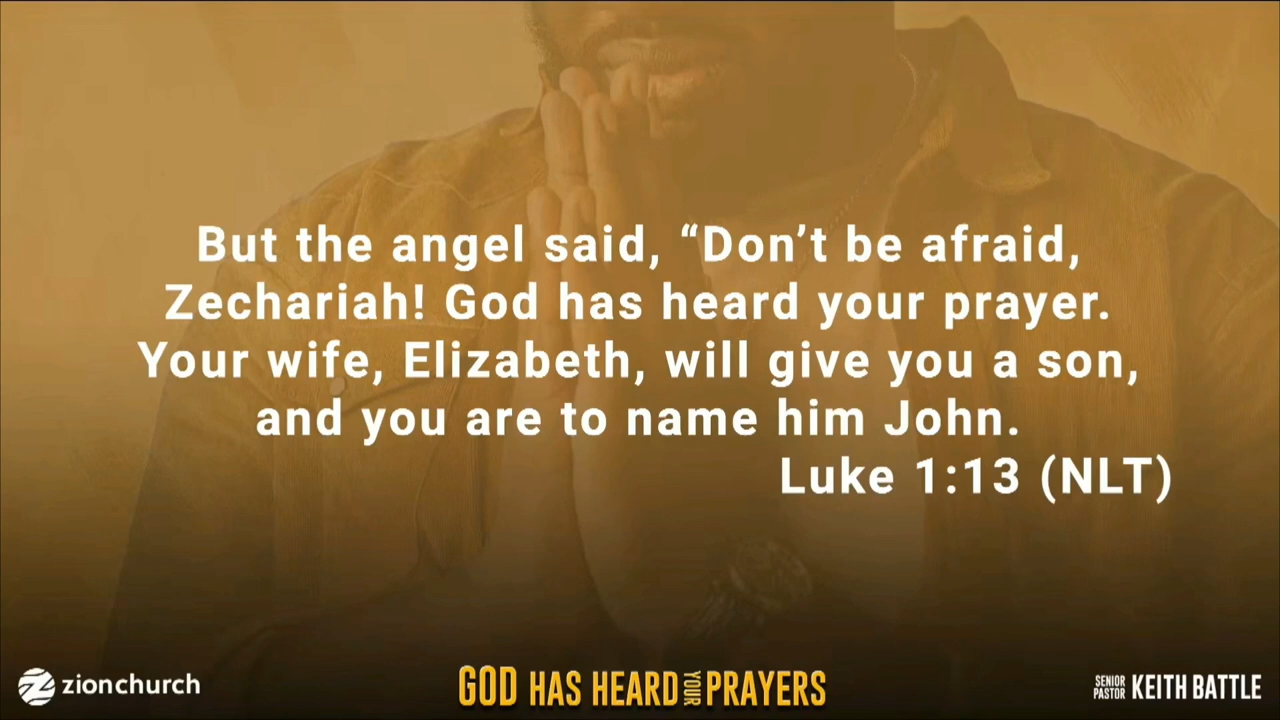 But the angel said, “Don’t be afraid,
Zechariah! God has heard your prayer.
Your wife, Elizabeth, will give you a son,
and you are to name him John.
Luke 1:13 (NLT)
zionchurch
GOD HAS HEARD YOUR PRAYERS
SENIOR PASTOR KEITH BATTLE